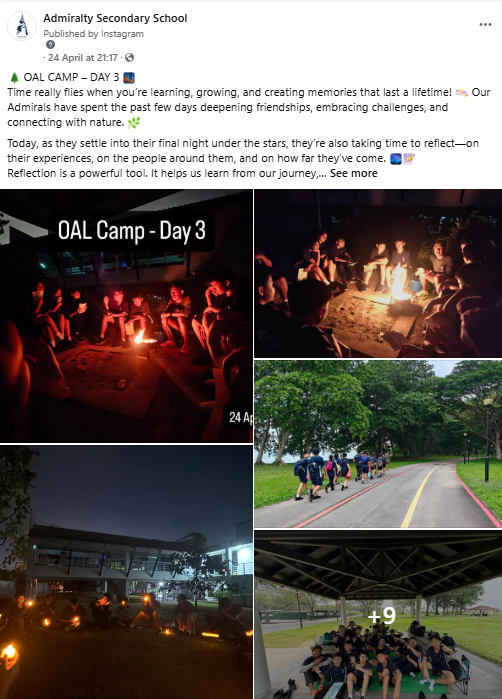 Admiralty Secondary School
Published by Instagram
· 24 April at 21:17 ·
🌲 OAL CAMP – DAY 3 🌌
Time really flies when you're learning, growing, and creating memories that last a lifetime! Our
Admirals have spent the past few days deepening friendships, embracing challenges, and
connecting with nature. 🌿
Today, as they settle into their final night under the stars, they're also taking time to reflect—on
their experiences, on the people around them, and on how far they've come.
Reflection is a powerful tool. It helps us learn from our journey,... See more
OAL Camp - Day 3
24 Ap
+9